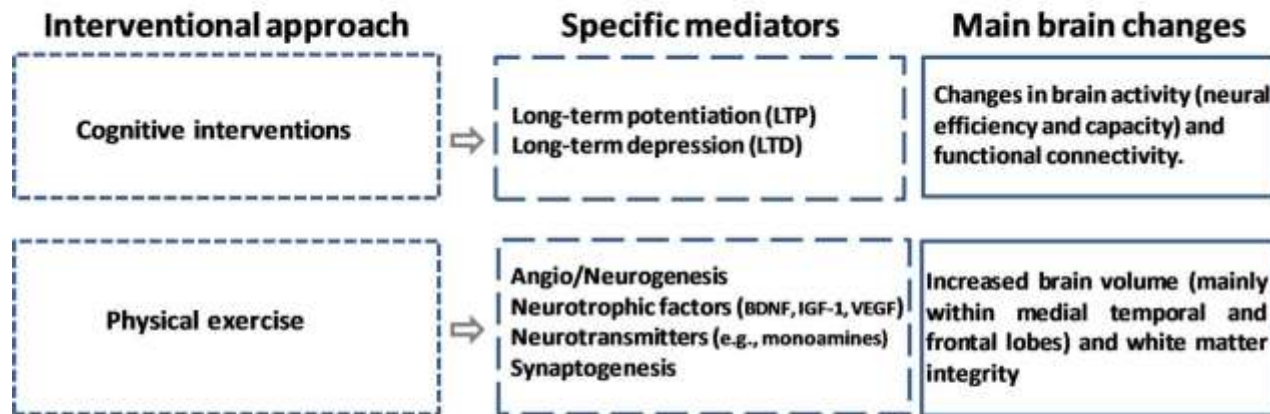 Interventional approach
Specific mediators
Main brain changes
Cognitive interventions
Long-term potentiation (LTP)
Long-term depression (LTD)
Changes in brain activity (neural
efficiency and capacity) and
functional connectivity.
Physical exercise
Angio/Neurogenesis
Neurotrophic factors (BDNF, IGF-1, VEGF)
Neurotransmitters (e.g., monoamines)
Synaptogenesis
Increased brain volume (mainly
within medial temporal and
frontal lobes) and white matter
integrity